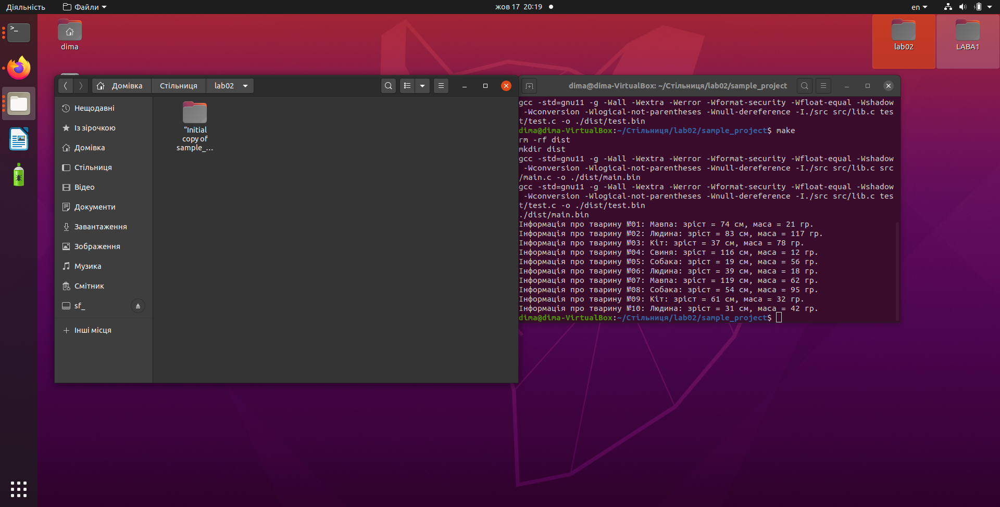 Діяльність
Файли
жов 17 20:19
en
dima
lab02
LABA1
Домівка
Стільниця
lab02
Нещодавні
Із зірочкою
Домівка
Стільниця
Відео
Документи
Завантаження
Зображення
Музика
Смітник
sf_
Інші місця
“Initial
copy of
sample_…
dima@dima-VirtualBox: ~/Стільниця/lab02/sample_project
gcc -std=gnu11 -g -Wall -Wextra -Werror -Wformat-security -Wfloat-equal -Wshadow
-Wconversion -Wlogical-not-parentheses -Wnull-dereference -I./src src/lib.c tes
t/test.c -o ./dist/test.bin
dima@dima-VirtualBox:~/Стільниця/lab02/sample_project$ make
rm -rf dist
mkdir dist
gcc -std=gnu11 -g -Wall -Wextra -Werror -Wformat-security -Wfloat-equal -Wshadow
-Wconversion -Wlogical-not-parentheses -Wnull-dereference -I./src src/lib.c src
/main.c -o ./dist/main.bin
gcc -std=gnu11 -g -Wall -Wextra -Werror -Wformat-security -Wfloat-equal -Wshadow
-Wconversion -Wlogical-not-parentheses -Wnull-dereference -I./src src/lib.c tes
t/test.c -o ./dist/test.bin
./dist/main.bin
Інформація про тварину №01: Мавпа: зріст = 74 см, маса = 21 гр.
Інформація про тварину №02: Людина: зріст = 83 см, маса = 117 гр.
Інформація про тварину №03: Кіт: зріст = 37 см, маса = 78 гр.
Інформація про тварину №04: Свиня: зріст = 116 см, маса = 12 гр.
Інформація про тварину №05: Собака: зріст = 19 см, маса = 56 гр.
Інформація про тварину №06: Людина: зріст = 39 см, маса = 18 гр.
Інформація про тварину №07: Мавпа: зріст = 119 см, маса = 62 гр.
Інформація про тварину №08: Собака: зріст = 54 см, маса = 95 гр.
Інформація про тварину №09: Кіт: зріст = 61 см, маса = 32 гр.
Інформація про тварину №10: Людина: зріст = 31 см, маса = 42 гр.
dima@dima-VirtualBox:~/Стільниця/lab02/sample_project$